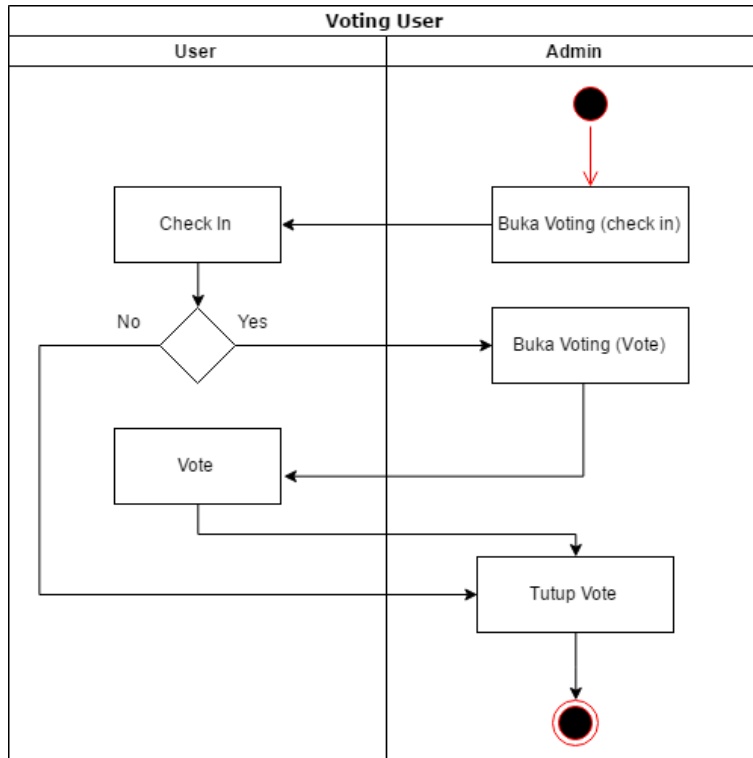 Voting User
User
Admin
Check In
Buka Voting (check in)
No
Yes
Buka Voting (Vote)
Vote
Tutup Vote